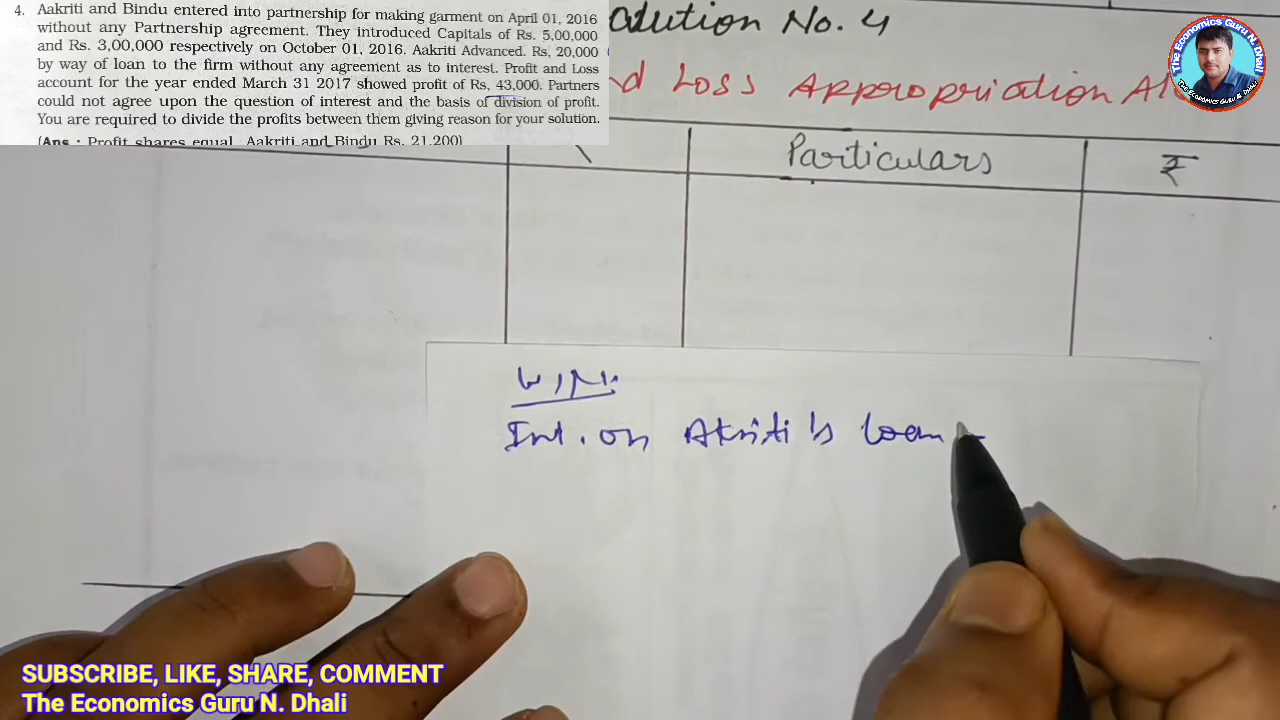 4. Aakriti and Bindu entered into partnership for making garment on April 01, 2016
without any Partnership agreement. They introduced Capitals of Rs. 5,00,000
and Rs. 3,00,000 respectively on October 01, 2016. Aakriti Advanced. Rs, 20,000
by way of loan to the firm without any agreement as to interest. Profit and Loss
account for the year ended March 31 2017 showed profit of Rs, 43,000. Partners
could not agree upon the question of interest and the basis of division of profit.
You are required to divide the profits between them giving reason for your solution.
(Ans : Profit shares equal Aakriti and Bindu Rs. 21,200)
No. 4
Loss Appropriation
Particulars ₹
W/N.
Int. on Akriti's loan
The Economics Guru N. Dhali
The Economics Guru N. Dhali
SUBSCRIBE, LIKE, SHARE, COMMENT
The Economics Guru N. Dhali